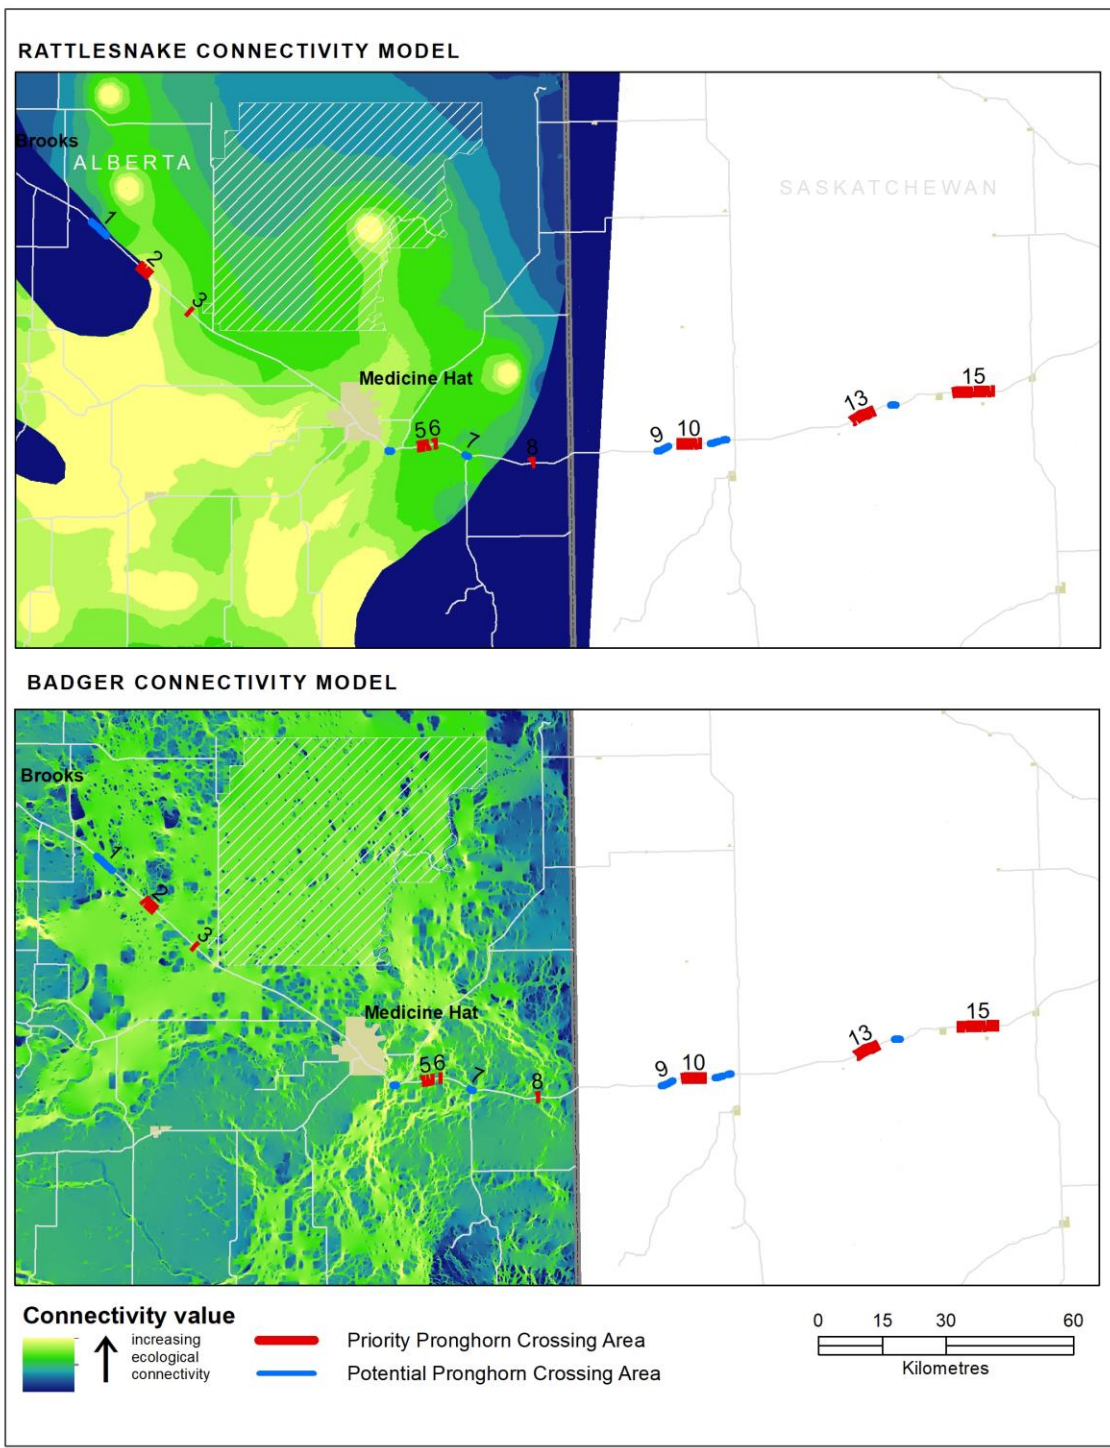 RATTLESNAKE CONNECTIVITY MODEL
Brooks
ALBERTA
SASKATCHEWAN
1
2
3
Medicine Hat
5 6
7
8
9
10
13
15
BADGER CONNECTIVITY MODEL
Brooks
1
2
3
Medicine Hat
5 6
7
8
9
10
13
15
Connectivity value
increasing
ecological
connectivity
Priority Pronghorn Crossing Area
Potential Pronghorn Crossing Area
0 15 30 60
Kilometres